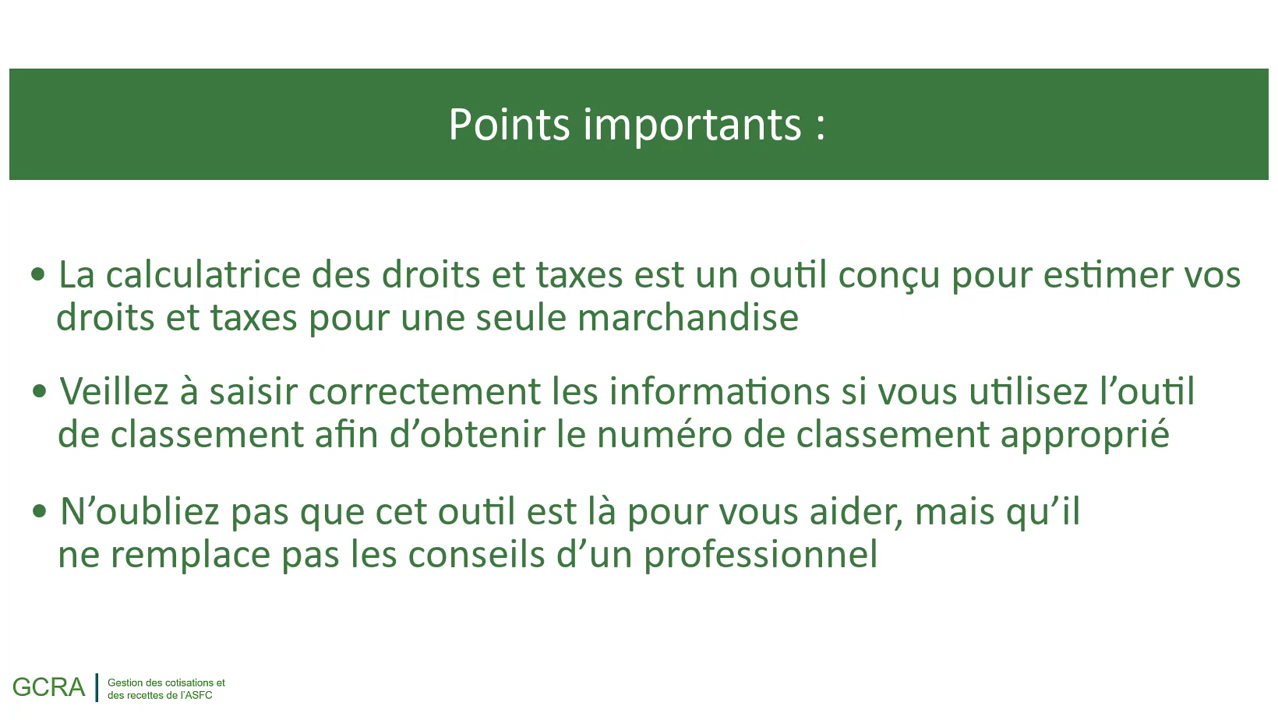 Points importants :
• La calculatrice des droits et taxes est un outil conçu pour estimer vos
droits et taxes pour une seule marchandise
• Veillez à saisir correctement les informations si vous utilisez l’outil
de classement afin d’obtenir le numéro de classement approprié
• N’oubliez pas que cet outil est là pour vous aider, mais qu’il
ne remplace pas les conseils d’un professionnel
GCRA
Gestion des cotisations et
des recettes de l’ASFC